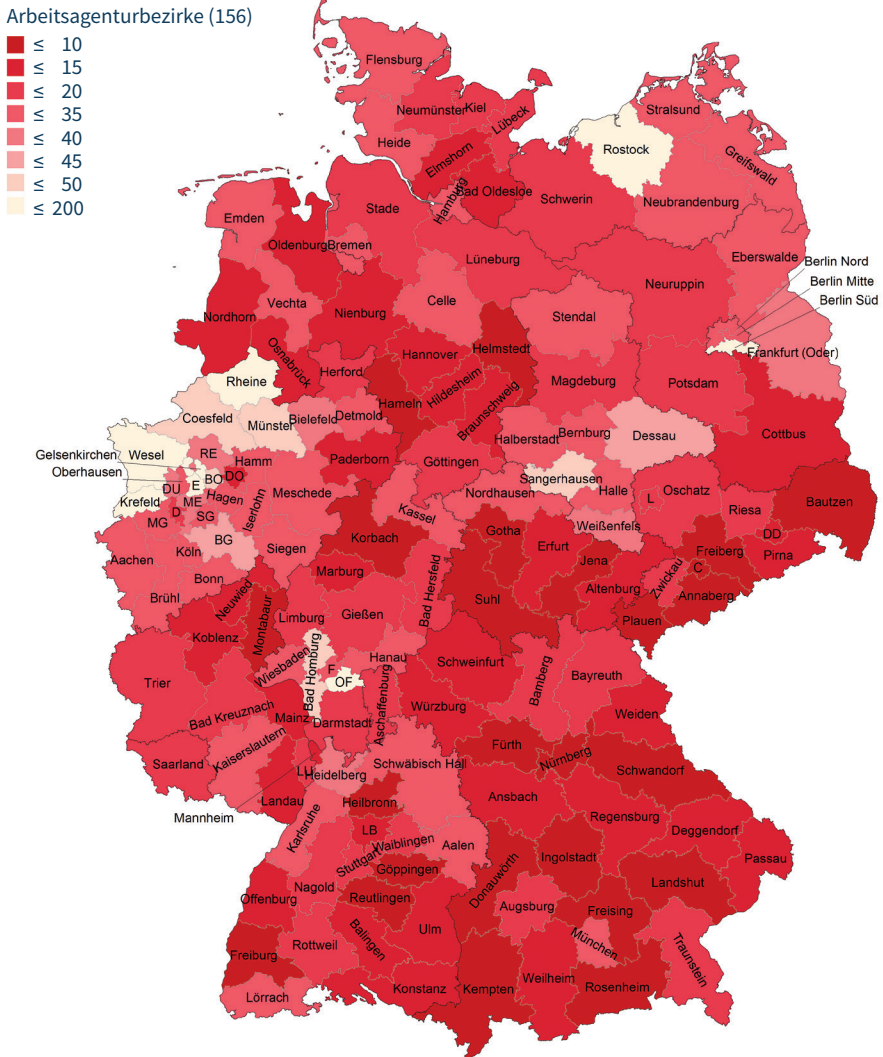 Arbeitsagenturbezirke (156)
≤ 10
≤ 15
≤ 20
≤ 35
≤ 40
≤ 45
≤ 50
≤ 200
Flensburg
Neumünster
Kiel
Lübeck
Heide
Elmshorn
Hamburg
Bad Oldesloe
Stralsund
Rostock
Greifswald
Schwerin
Neubrandenburg
Emden
Stade
Oldenburg
Bremen
Lüneburg
Eberswalde
Berlin Nord
Berlin Mitte
Berlin Süd
Neuruppin
Vechta
Celle
Nordhorn
Nienburg
Stendal
Osnabrück
Hannover
Helmstedt
Frankfurt (Oder)
Rheine
Herford
Hildesheim
Braunschweig
Magdeburg
Potsdam
Hameln
Coesfeld
Münster
Bielefeld
Detmold
Halberstadt
Bernburg
Dessau
Cottbus
Gelsenkirchen
Oberhausen
Wesel
RE
Hamm
Paderborn
Göttingen
Sangerhausen
Krefeld
DU
E
BO
DO
Hagen
Iserlohn
Meschede
Nordhausen
Halle
L
Oschatz
Bautzen
MG
D
ME
SG
Kassel
Weißenfels
Riesa
Aachen
Köln
BG
Siegen
Korbach
Gotha
Erfurt
Jena
DD
Freiberg
Pirna
Bonn
Brühl
Neuwied
Marburg
Bad Hersfeld
Suhl
Altenburg
Zwickau
C
Annaberg
Plauen
Koblenz
Montabaur
Limburg
Gießen
Trier
Wiesbaden
Bad Homburg
F
OF
Hanau
Schweinfurt
Bamberg
Bayreuth
Bad Kreuznach
Mainz
Darmstadt
Aschaffenburg
Würzburg
Weiden
Saarland
Kaiserslautern
LU
Heidelberg
Schwäbisch Hall
Fürth
Nürnberg
Schwandorf
Mannheim
Landau
Heilbronn
Ansbach
Regensburg
Karlsruhe
LB
Stuttgart
Waiblingen
Aalen
Deggendorf
Göppingen
Donauwörth
Ingolstadt
Passau
Offenburg
Nagold
Reutlingen
Landshut
Augsburg
Freising
Balingen
Ulm
Rottweil
München
Traunstein
Freiburg
Lörrach
Konstanz
Kempten
Weilheim
Rosenheim